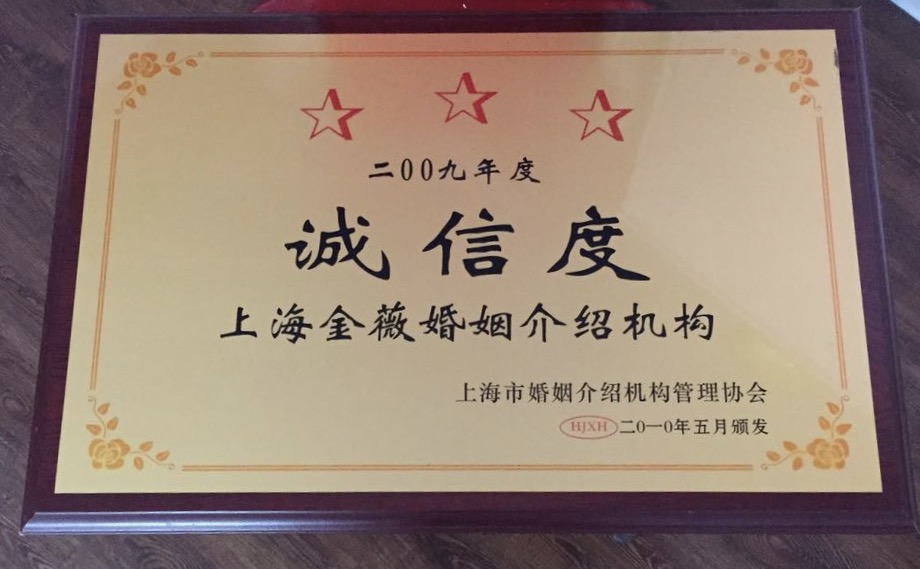 二00九年度
诚信度
上海金薇婚姻介绍机构
上海市婚姻介绍机构管理协会
HJXH 二0一0年五月颁发